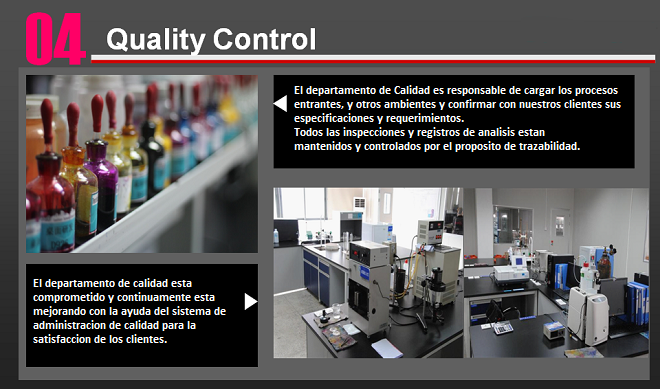 04
Quality Control
El departamento de Calidad es responsable de cargar los procesos
entrantes, y otros ambientes y confirmar con nuestros clientes sus
especificaciones y requerimientos.
Todos las inspecciones y registros de analisis estan
mantenidos y controlados por el proposito de trazabilidad.
El departamento de calidad esta
comprometido y continuamente esta
mejorando con la ayuda del sistema de
administracion de calidad para la
satisfaccion de los clientes.